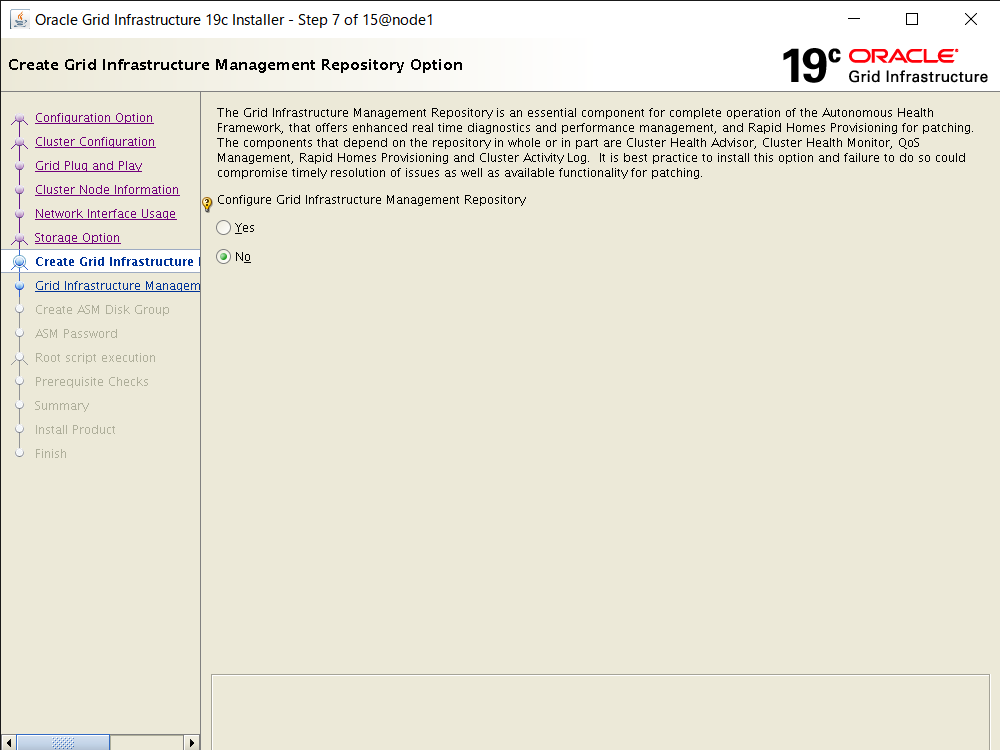 Oracle Grid Infrastructure 19c Installer - Step 7 of 15@node1
Create Grid Infrastructure Management Repository Option
19c ORACLE
Grid Infrastructure
Configuration Option
Cluster Configuration
Grid Plug and Play
Cluster Node Information
Network Interface Usage
Storage Option
Create Grid Infrastructure
Grid Infrastructure Managem
Create ASM Disk Group
ASM Password
Root script execution
Prerequisite Checks
Summary
Install Product
Finish
The Grid Infrastructure Management Repository is an essential component for complete operation of the Autonomous Health
Framework, that offers enhanced real time diagnostics and performance management, and Rapid Homes Provisioning for patching.
The components that depend on the repository in whole or in part are Cluster Health Advisor, Cluster Health Monitor, QoS
Management, Rapid Homes Provisioning and Cluster Activity Log. It is best practice to install this option and failure to do so could
compromise timely resolution of issues as well as available functionality for patching.
Configure Grid Infrastructure Management Repository
Yes
No